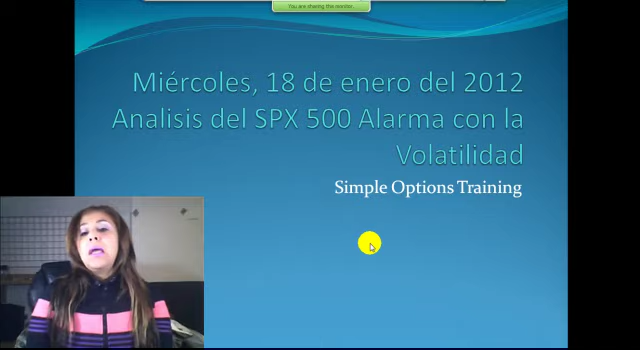 You are sharing this monitor.
Miércoles, 18 de enero del 2012
Analisis del SPX 500 Alarma con la
Volatilidad
Simple Options Training